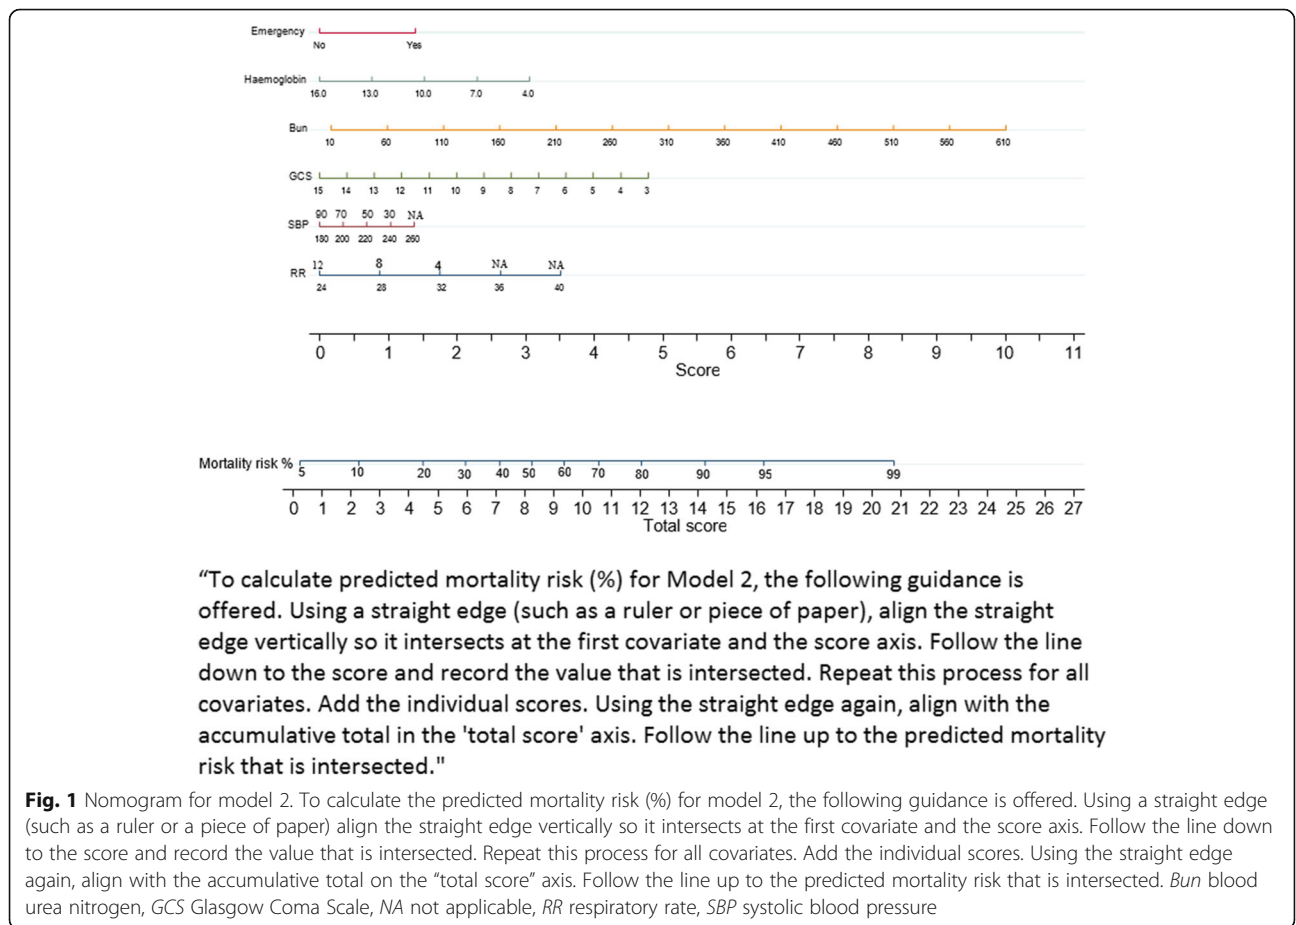 Emergency
No Yes
Haemoglobin
16.0 13.0 10.0 7.0 4.0
Bun
10 60 110 160 210 260 310 360 410 460 510 560 610
GCS
15 14 13 12 11 10 9 8 7 6 5 4 3
90 70 50 30 NA
SBP
180 200 220 240 260
12 8 4 NA NA
RR
24 28 32 36 40
0 1 2 3 4 5 6 7 8 9 10 11
Score
Mortality risk %
5 10 20 30 40 50 60 70 80 90 95 99
0 1 2 3 4 5 6 7 8 9 10 11 12 13 14 15 16 17 18 19 20 21 22 23 24 25 26 27
Total score
“To calculate predicted mortality risk (%) for Model 2, the following guidance is
offered. Using a straight edge (such as a ruler or piece of paper), align the straight
edge vertically so it intersects at the first covariate and the score axis. Follow the line
down to the score and record the value that is intersected. Repeat this process for all
covariates. Add the individual scores. Using the straight edge again, align with the
accumulative total in the 'total score' axis. Follow the line up to the predicted mortality
risk that is intersected."
Fig. 1 Nomogram for model 2. To calculate the predicted mortality risk (%) for model 2, the following guidance is offered. Using a straight edge
(such as a ruler or a piece of paper) align the straight edge vertically so it intersects at the first covariate and the score axis. Follow the line down
to the score and record the value that is intersected. Repeat this process for all covariates. Add the individual scores. Using the straight edge
again, align with the accumulative total on the “total score” axis. Follow the line up to the predicted mortality risk that is intersected. Bun blood
urea nitrogen, GCS Glasgow Coma Scale, NA not applicable, RR respiratory rate, SBP systolic blood pressure